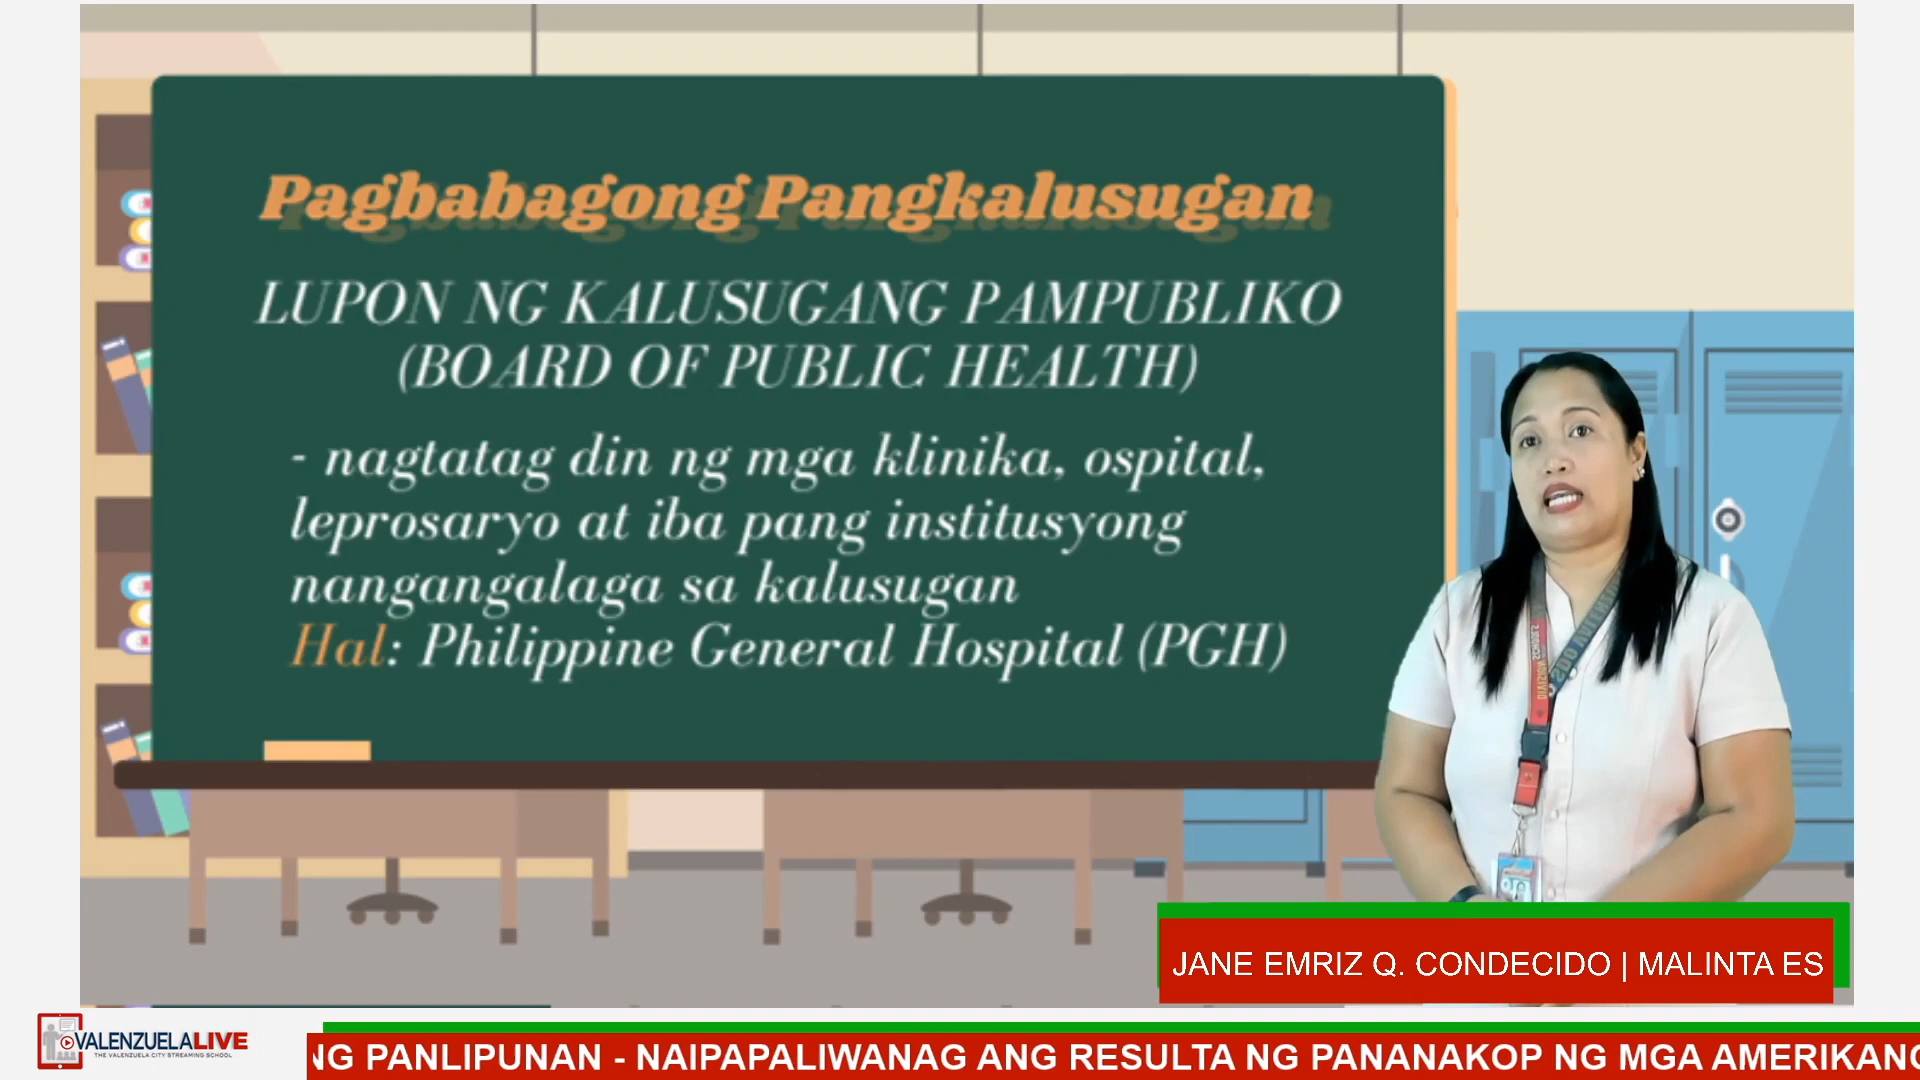 Pagbabagong Pangkalusugan
LUPON NG KALUSUGANG PAMPUBLIKO
(BOARD OF PUBLIC HEALTH)
- nagtatag din ng mga klinika, ospital,
leprosaryo at iba pang institusyong
nangangalaga sa kalusugan
Hal: Philippine General Hospital (PGH)
JANE EMRIZ Q. CONDECIDO | MALINTA ES
VALENZUELALIVE
THE VALENZUELA CITY STREAMING SCHOOL
NG PANLIPUNAN - NAIPAPALIWANAG ANG RESULTA NG PANANAKOP NG MGA AMERIKANO